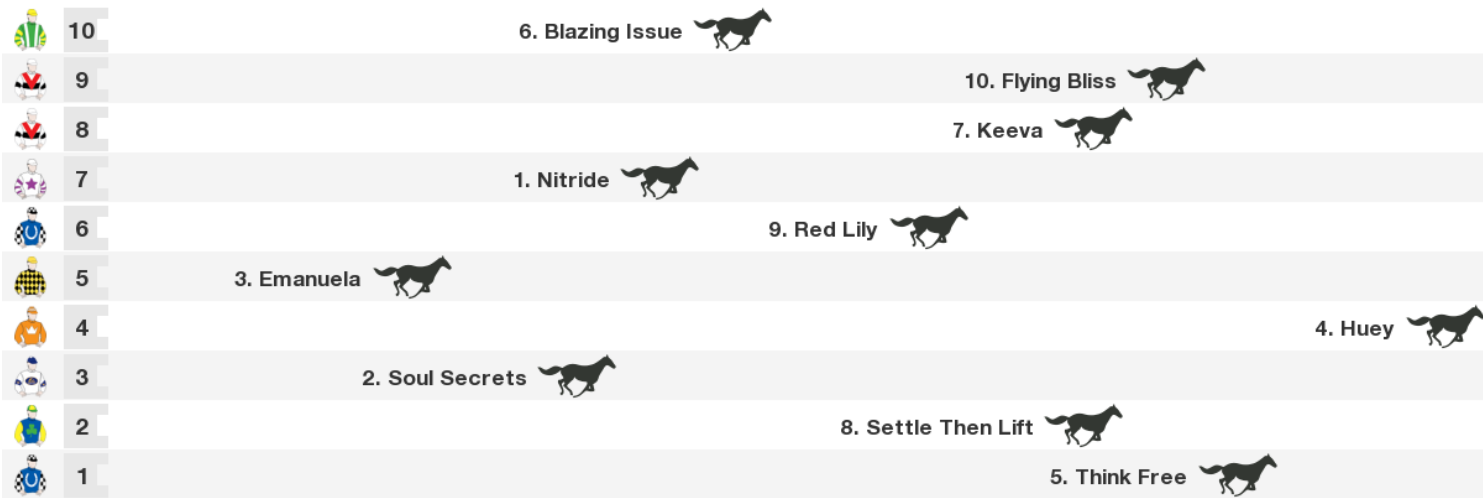 10 6. Blazing Issue
9 10. Flying Bliss
8 7. Keeva
7 1. Nitride
6 9. Red Lily
5 3. Emanuela
4 4. Huey
3 2. Soul Secrets
2 8. Settle Then Lift
1 5. Think Free